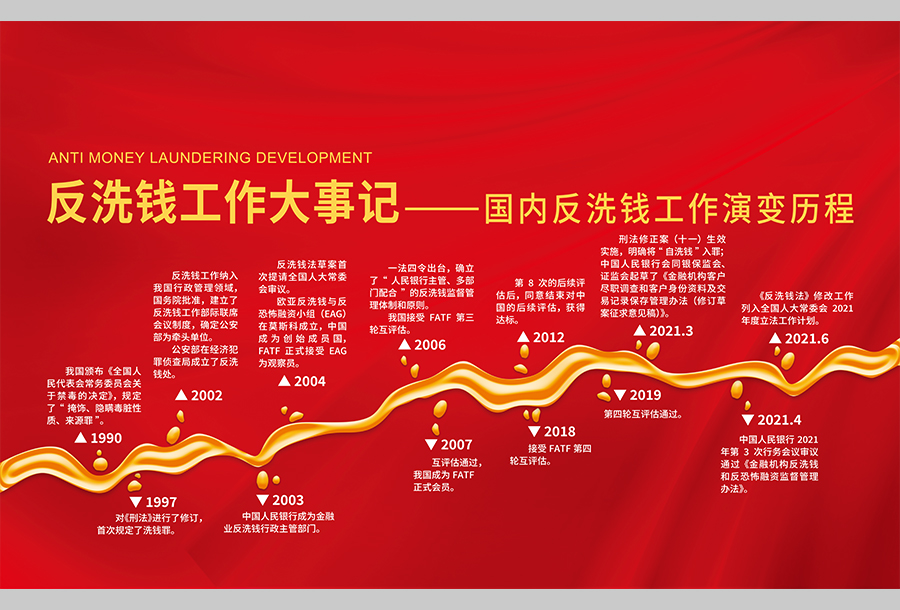 ANTI MONEY LAUNDERING DEVELOPMENT
反洗钱工作大事记——国内反洗钱工作演变历程
我国颁布《全国人
民代表会常务委员会关
于禁毒的决定》，规定
了“掩饰、隐瞒毒脏性
质、来源罪”。
▲1990
▼1997
对《刑法》进行了修订，
首次规定了洗钱罪。
反洗钱工作纳入
我国行政管理领域，
国务院批准，建立了
反洗钱工作部际联席
会议制度，确定公安
部为牵头单位。
公安部在经济犯
罪侦查局成立了反洗
钱处。
▲2002
▼2003
中国人民银行成为金融
业反洗钱行政主管部门。
反洗钱法草案首
次提请全国人大常委
会审议。
欧亚反洗钱与反
恐怖融资小组（EAG）
在莫斯科成立，中国
成为创始成员国，
FATF 正式接受 EAG
为观察员。
▲2004
一法四令出台，确立
了“人民银行主管、多部
门配合”的反洗钱监督管
理体制和原则。
我国接受 FATF 第三
轮互评估。
▲2006
▼2007
互评估通过，
我国成为 FATF
正式会员。
第 8 次的后续评
估后，同意结束对中
国的后续评估，获得
达标。
▲2012
▼2018
接受 FATF 第四
轮互评估。
▼2019
第四轮互评估通过。
刑法修正案（十一）生效
实施，明确将“自洗钱”入罪；
中国人民银行会同银保监会、
证监会起草了《金融机构客户
尽职调查和客户身份资料及交
易记录保存管理办法（修订草
案征求意见稿）》。
▲2021.3
▼2021.4
中国人民银行 2021
年第 3 次行务会议审议
通过《金融机构反洗钱
和反恐怖融资监督管理
办法》。
《反洗钱法》修改工作
列入全国人大常委会 2021
年度立法工作计划。
▲2021.6